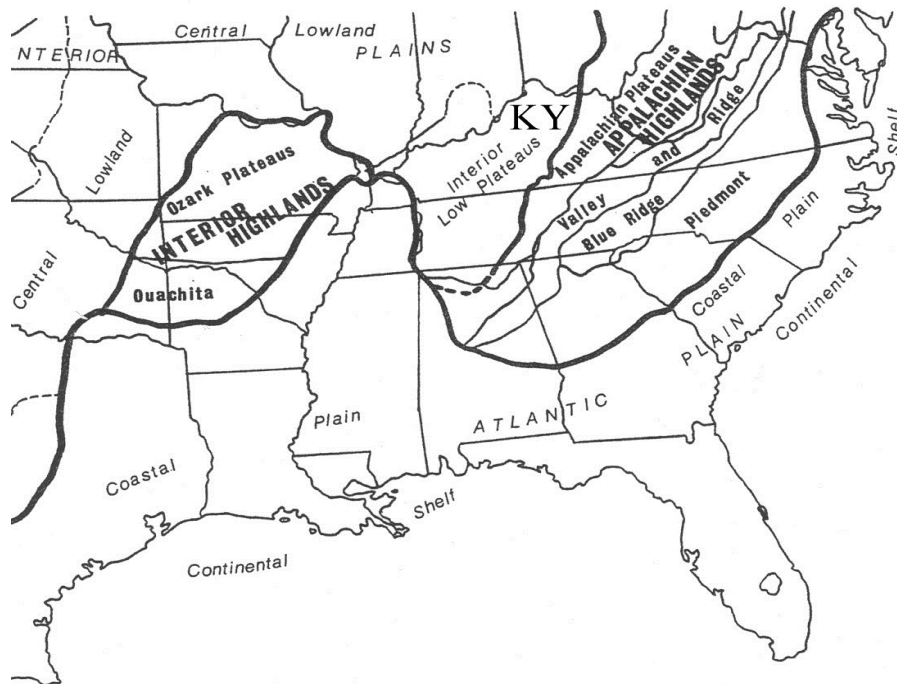 Central Lowland
NTERIOR
PLAINS
KY
Appalachian Plateaus
APPALACHIAN
HIGHLANDS
Lowland
Ozark Plateaus
INTERIOR
HIGHLANDS
Interior
Low Plateaus
Valley and Ridge
Blue Ridge
Piedmont
Plain
Shelf
Central
Ouachita
Coastal
PLAIN
Continental
Plain
ATLANTIC
Coastal
Shelf
Continental